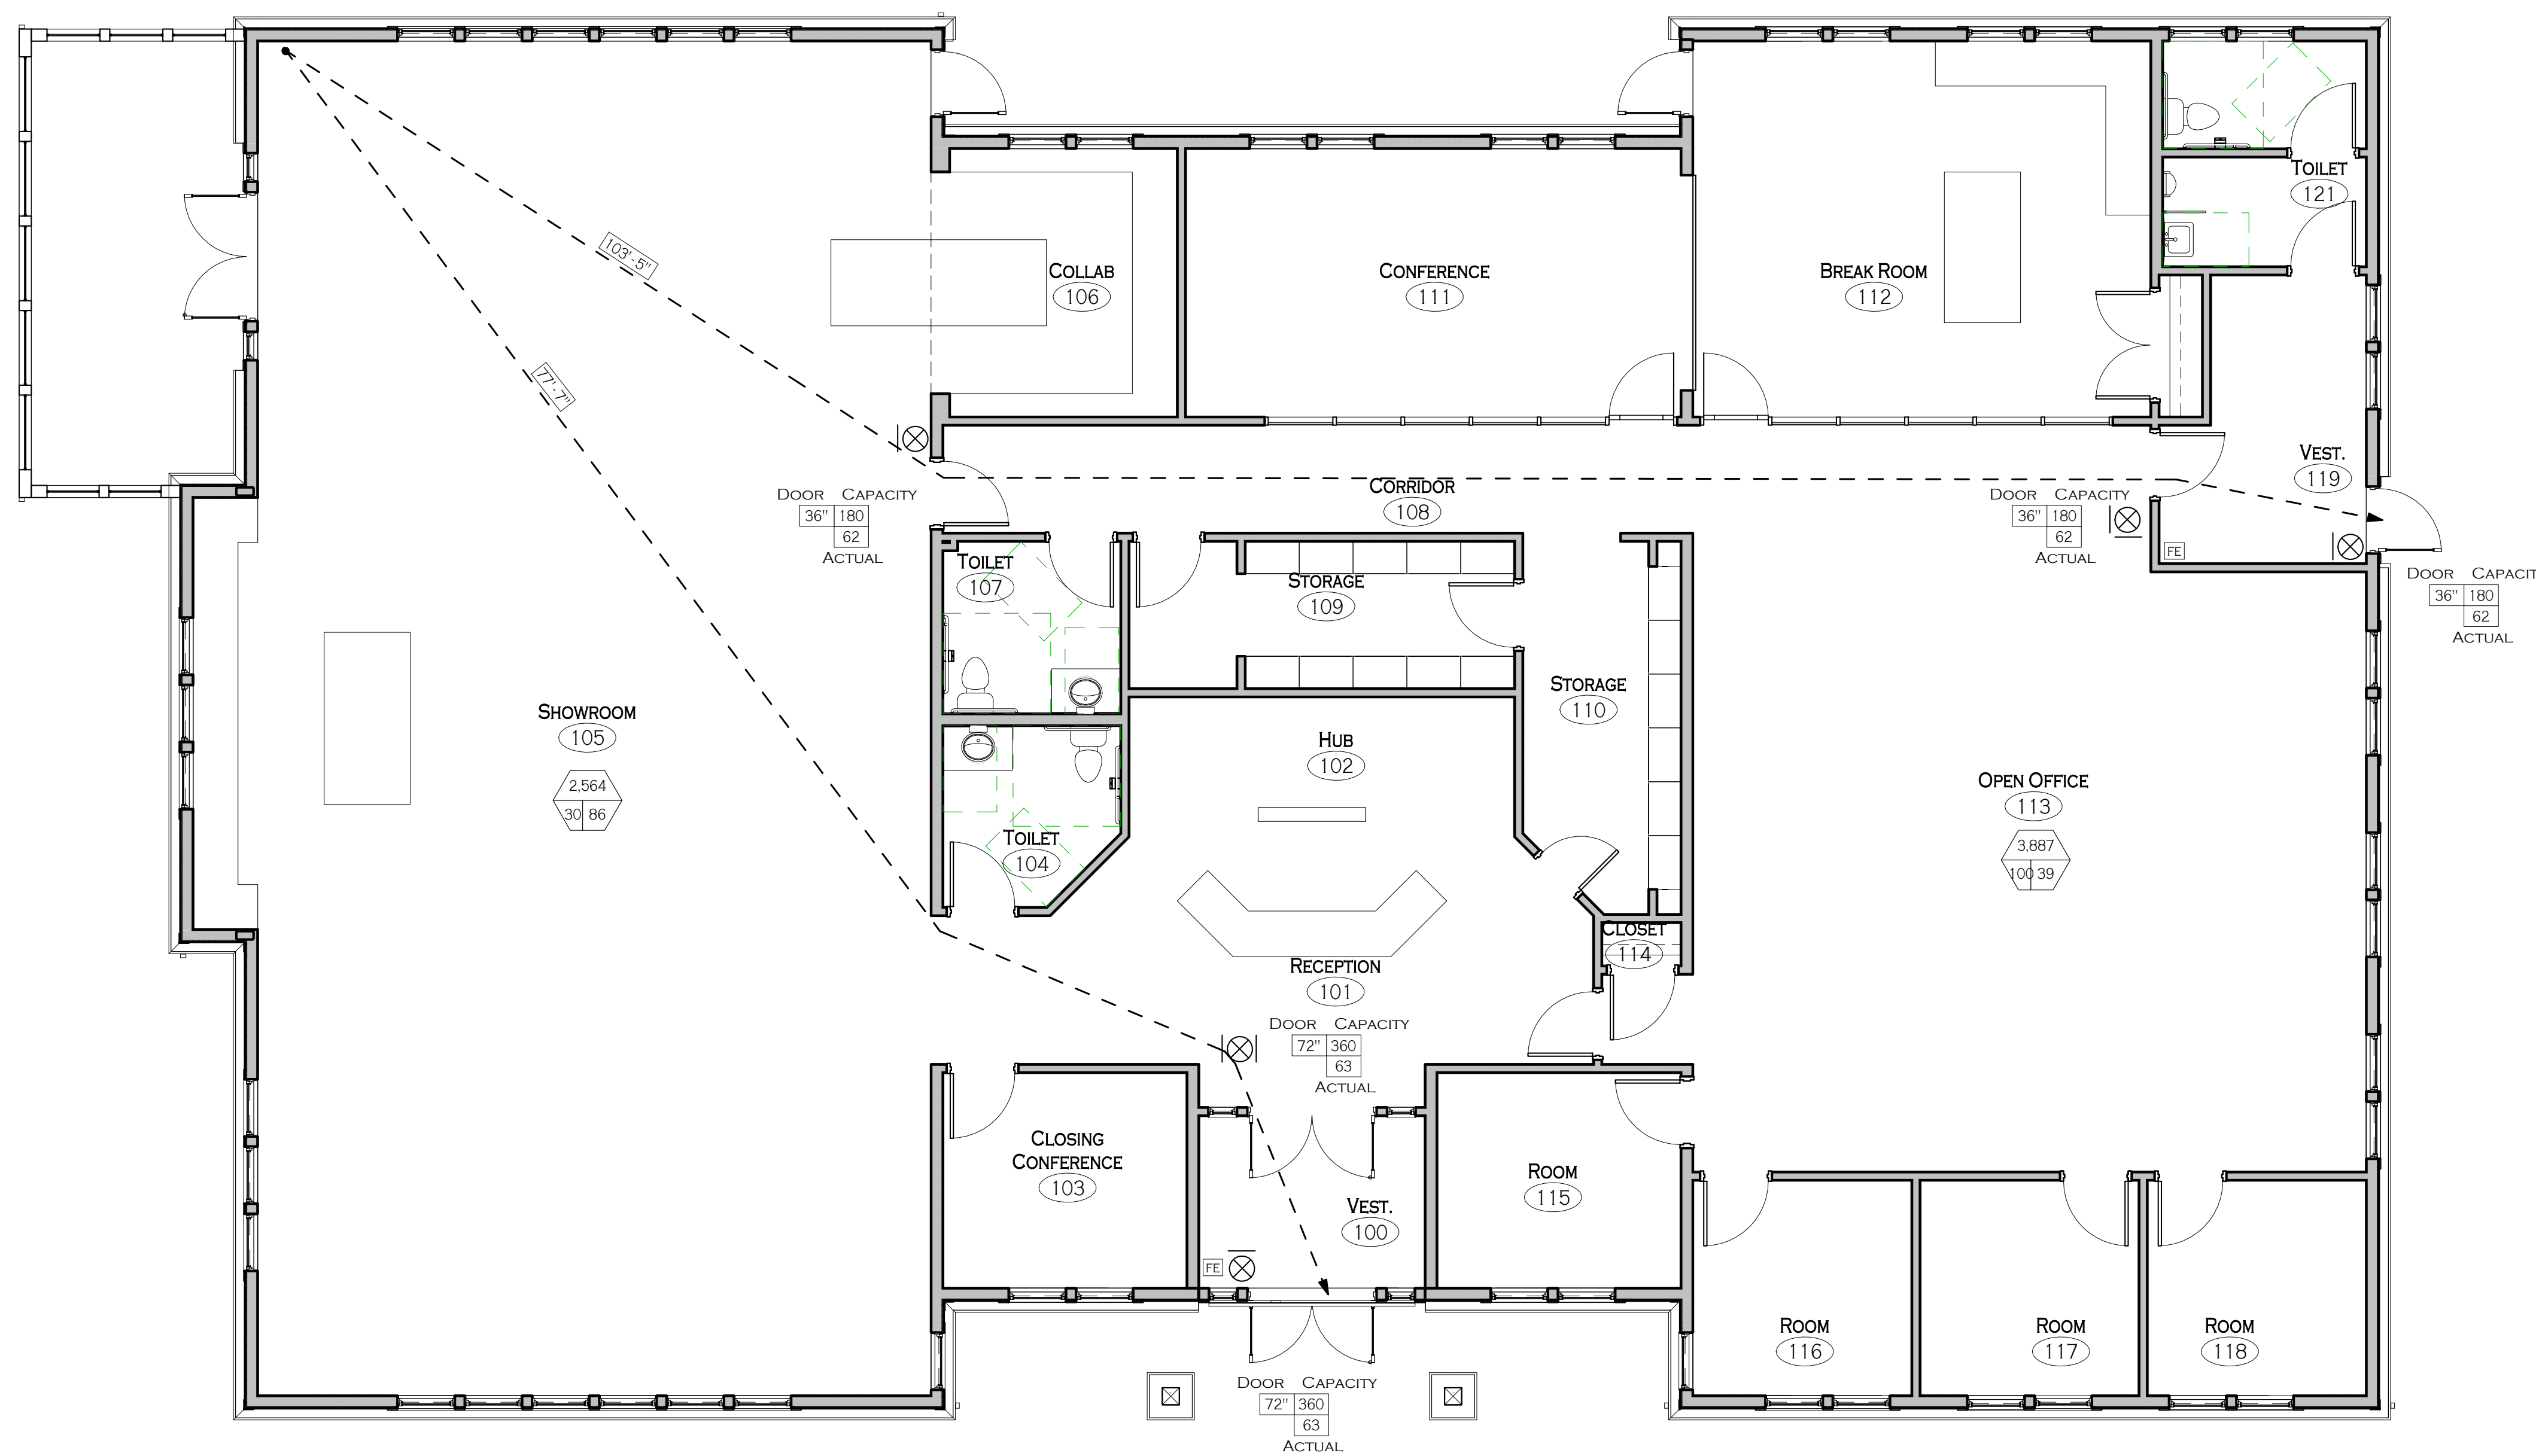 TOILET
121
103'-5"
COLLAB
106
CONFERENCE
111
BREAK ROOM
112
77'-7"
VEST.
119
DOOR CAPACITY
36" 180
62
ACTUAL
CORRIDOR
108
DOOR CAPACITY
36" 180
62
ACTUAL
FE
TOILET
107
STORAGE
109
DOOR CAPACIT
36" 180
62
ACTUAL
STORAGE
110
SHOWROOM
105
2,564
30 86
HUB
102
OPEN OFFICE
113
3,887
100 39
TOILET
104
CLOSET
114
RECEPTION
101
DOOR CAPACITY
72" 360
63
ACTUAL
CLOSING
CONFERENCE
103
VEST.
100
FE
ROOM
115
ROOM
116
ROOM
117
ROOM
118
DOOR CAPACITY
72" 360
63
ACTUAL